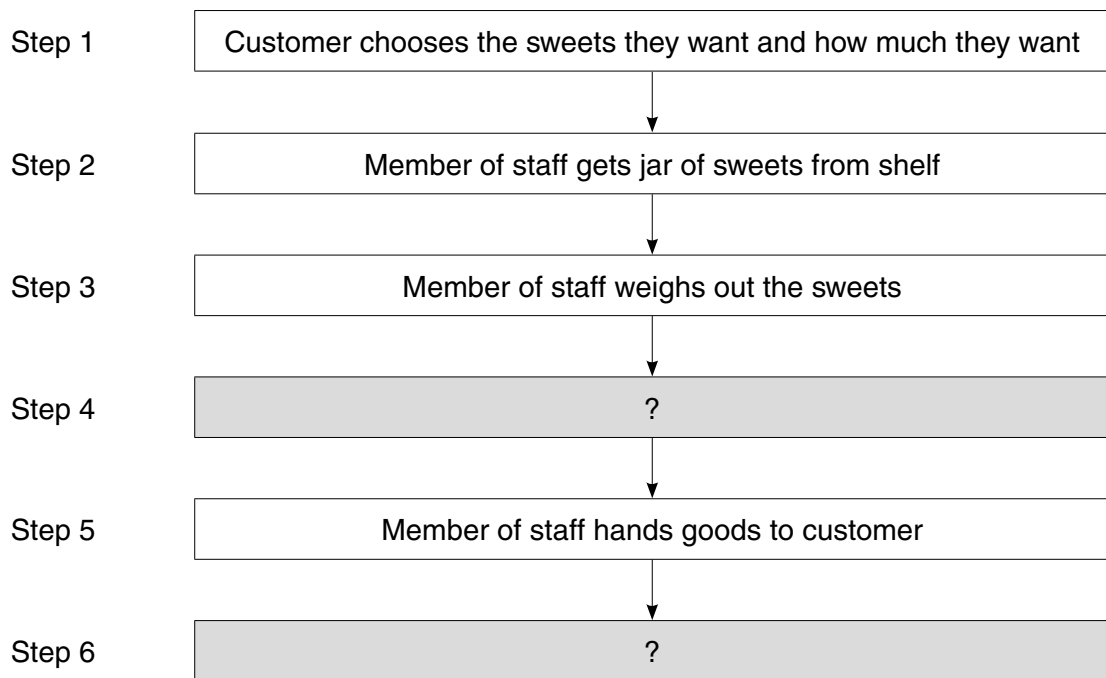 Step 1 Customer chooses the sweets they want and how much they want
Step 2 Member of staff gets jar of sweets from shelf
Step 3 Member of staff weighs out the sweets
Step 4 ?
Step 5 Member of staff hands goods to customer
Step 6 ?